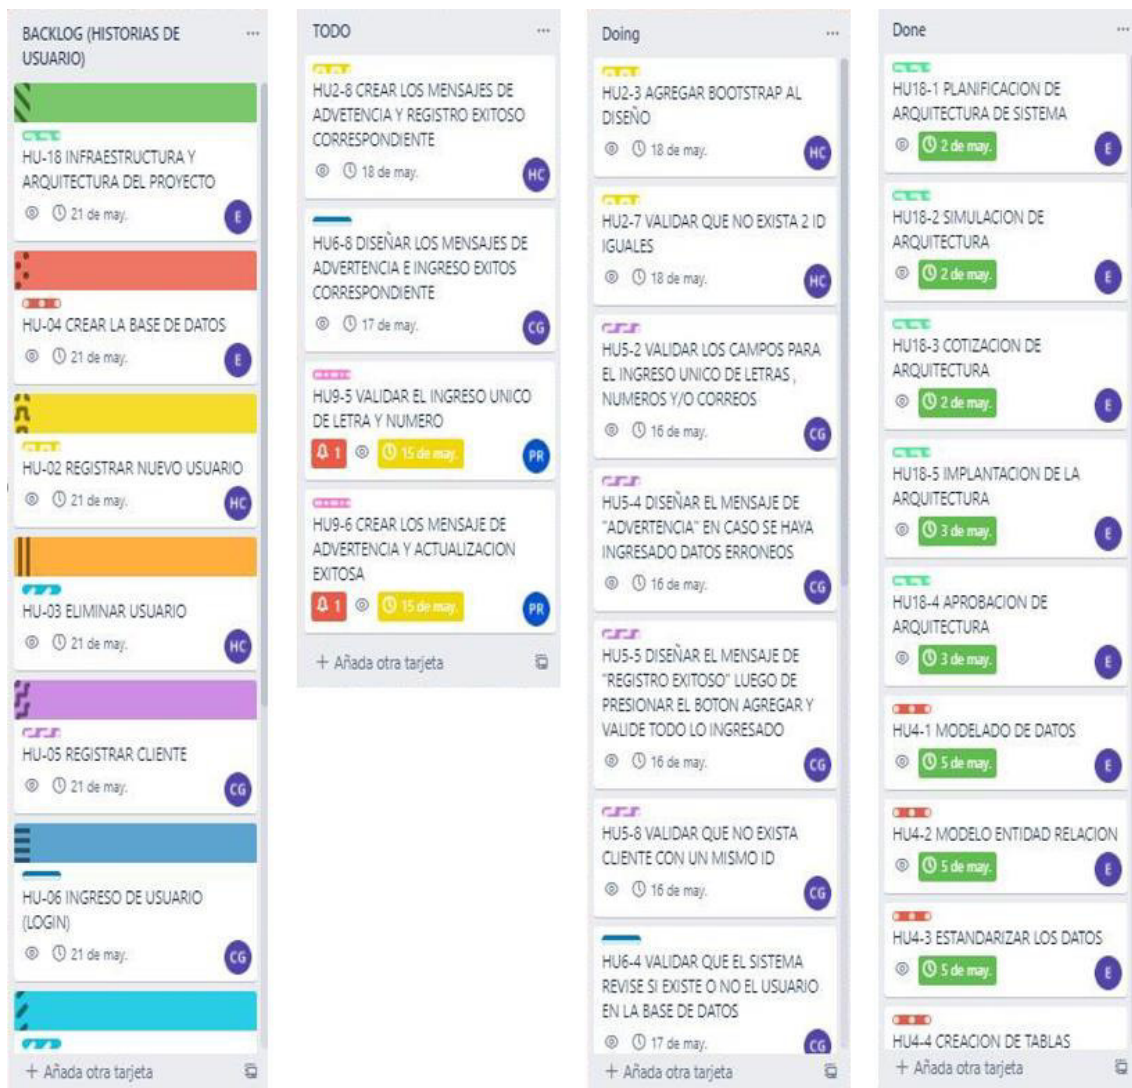 BACKLOG (HISTORIAS DE
USUARIO)
HU-18 INFRAESTRUCTURA Y
ARQUITECTURA DEL PROYECTO
21 de may.
E
HU-04 CREAR LA BASE DE DATOS
21 de may.
E
HU-02 REGISTRAR NUEVO USUARIO
21 de may.
HC
HU-03 ELIMINAR USUARIO
21 de may.
HC
HU-05 REGISTRAR CLIENTE
21 de may.
CG
HU-06 INGRESO DE USUARIO
(LOGIN)
21 de may.
CG
+ Añada otra tarjeta
TODO
HU2-8 CREAR LOS MENSAJES DE
ADVETENCIA Y REGISTRO EXITOSO
CORRESPONDIENTE
18 de may.
HC
HU6-8 DISEÑAR LOS MENSAJES DE
ADVERTENCIA E INGRESO EXITOS
CORRESPONDIENTE
17 de may.
CG
HU9-5 VALIDAR EL INGRESO UNICO
DE LETRA Y NUMERO
1
15 de may.
PR
HU9-6 CREAR LOS MENSAJE DE
ADVERTENCIA Y ACTUALIZACION
EXITOSA
1
15 de may.
PR
+ Añada otra tarjeta
Doing
HU2-3 AGREGAR BOOTSTRAP AL
DISEÑO
18 de may.
HC
HU2-7 VALIDAR QUE NO EXISTA 2 ID
IGUALES
18 de may.
HC
HU5-2 VALIDAR LOS CAMPOS PARA
EL INGRESO UNICO DE LETRAS ,
NUMEROS Y/O CORREOS
16 de may.
CG
HU5-4 DISEÑAR EL MENSAJE DE
"ADVERTENCIA" EN CASO SE HAYA
INGRESADO DATOS ERRONEOS
16 de may.
CG
HU5-5 DISEÑAR EL MENSAJE DE
"REGISTRO EXITOSO" LUEGO DE
PRESIONAR EL BOTON AGREGAR Y
VALIDE TODO LO INGRESADO
16 de may.
CG
HU5-8 VALIDAR QUE NO EXISTA
CLIENTE CON UN MISMO ID
16 de may.
CG
HU6-4 VALIDAR QUE EL SISTEMA
REVISE SI EXISTE O NO EL USUARIO
EN LA BASE DE DATOS
17 de may.
CG
+ Añada otra tarjeta
Done
HU18-1 PLANIFICACION DE
ARQUITECTURA DE SISTEMA
2 de may.
E
HU18-2 SIMULACION DE
ARQUITECTURA
2 de may.
E
HU18-3 COTIZACION DE
ARQUITECTURA
2 de may.
E
HU18-5 IMPLANTACION DE LA
ARQUITECTURA
3 de may.
E
HU18-4 APROBACION DE
ARQUITECTURA
3 de may.
E
HU4-1 MODELADO DE DATOS
5 de may.
E
HU4-2 MODELO ENTIDAD RELACION
5 de may.
E
HU4-3 ESTANDARIZAR LOS DATOS
5 de may.
E
HU4-4 CREACION DE TABLAS
+ Añada otra tarjeta